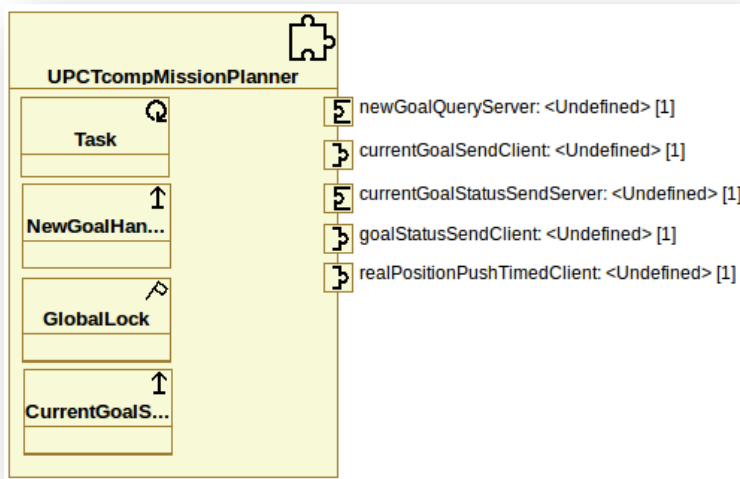 UPCTcompMissionPlanner
Task
NewGoalHan...
GlobalLock
CurrentGoalS...
newGoalQueryServer: <Undefined> [1]
currentGoalSendClient: <Undefined> [1]
currentGoalStatusSendServer: <Undefined> [1]
goalStatusSendClient: <Undefined> [1]
realPositionPushTimedClient: <Undefined> [1]